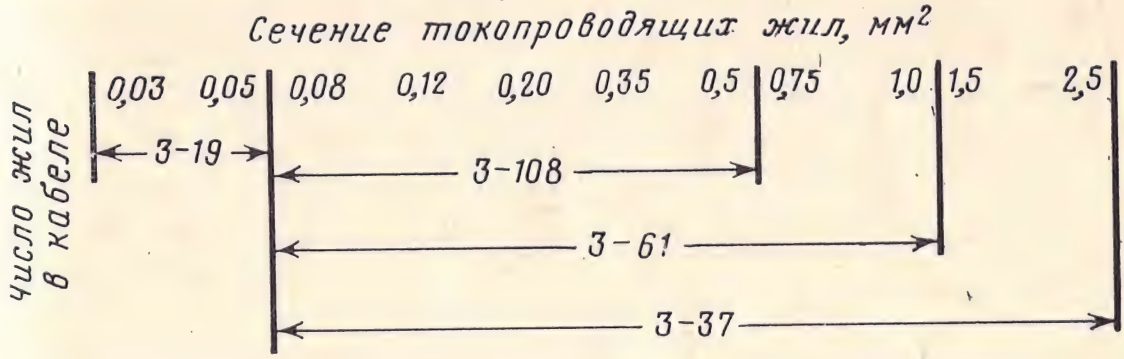 Сечение токопроводящих жил, мм²
0,03 0,05 0,08 0,12 0,20 0,35 0,5 0,75 1,0 1,5 2,5
Число жил
в кабеле
3-19
3-108
3-61
3-37